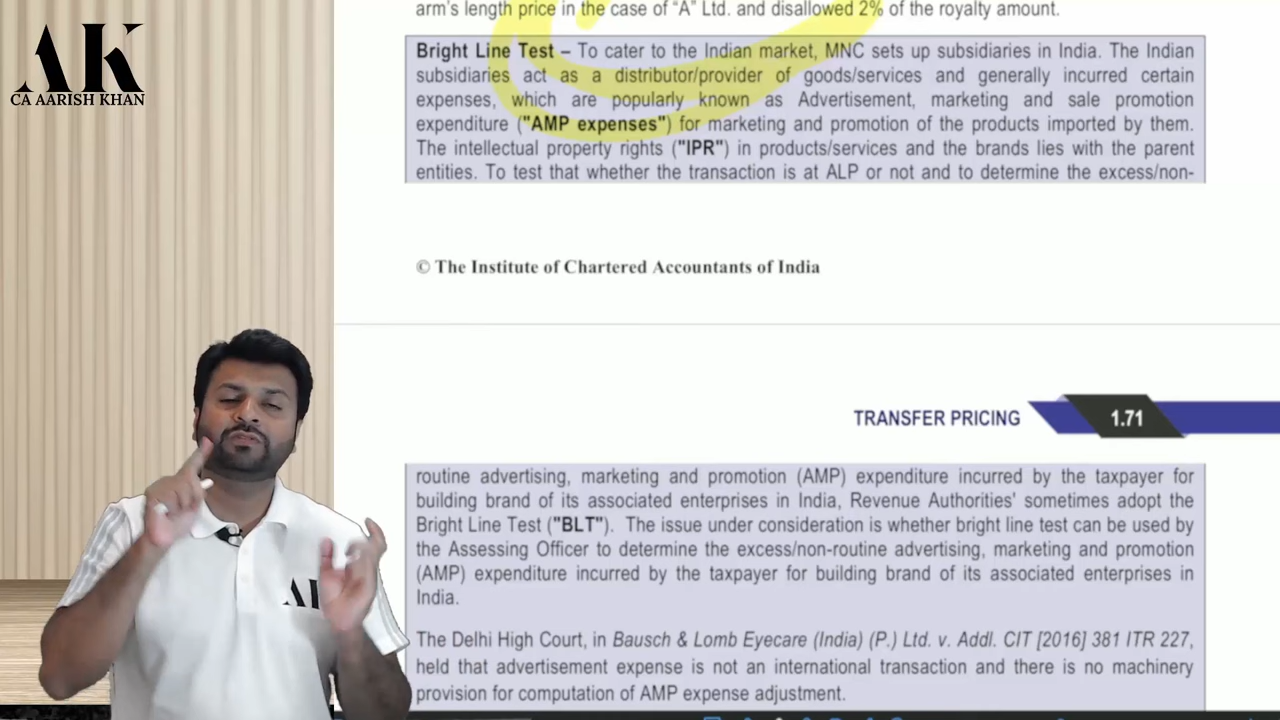 AK
CA AARISH KHAN
arm's length price in the case of "A" Ltd. and disallowed 2% of the royalty amount.
Bright Line Test – To cater to the Indian market, MNC sets up subsidiaries in India. The Indian
subsidiaries act as a distributor/provider of goods/services and generally incurred certain
expenses, which are popularly known as Advertisement, marketing and sale promotion
expenditure ("AMP expenses") for marketing and promotion of the products imported by them.
The intellectual property rights ("IPR") in products/services and the brands lies with the parent
entities. To test that whether the transaction is at ALP or not and to determine the excess/non-
© The Institute of Chartered Accountants of India
TRANSFER PRICING 1.71
routine advertising, marketing and promotion (AMP) expenditure incurred by the taxpayer for
building brand of its associated enterprises in India, Revenue Authorities' sometimes adopt the
Bright Line Test ("BLT"). The issue under consideration is whether bright line test can be used by
the Assessing Officer to determine the excess/non-routine advertising, marketing and promotion
(AMP) expenditure incurred by the taxpayer for building brand of its associated enterprises in
India.
The Delhi High Court, in Bausch & Lomb Eyecare (India) (P.) Ltd. v. Addl. CIT [2016] 381 ITR 227,
held that advertisement expense is not an international transaction and there is no machinery
provision for computation of AMP expense adjustment.